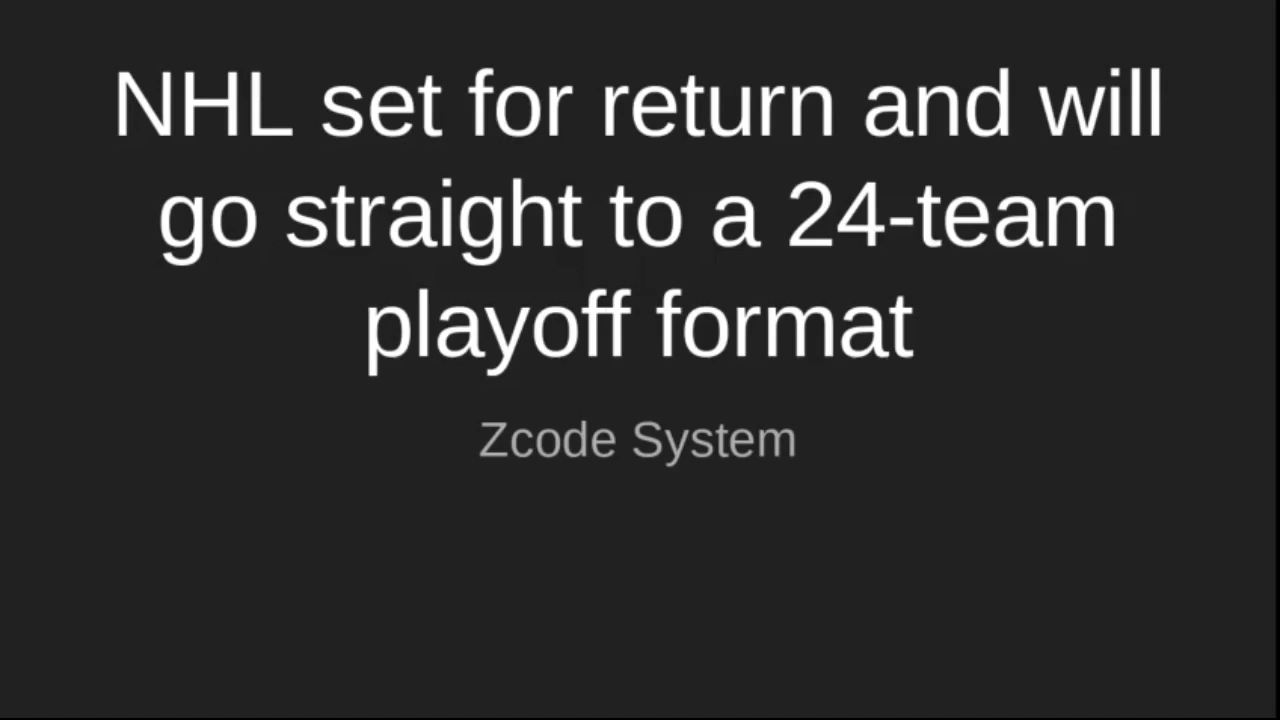 NHL set for return and will
go straight to a 24-team
playoff format
Zcode System